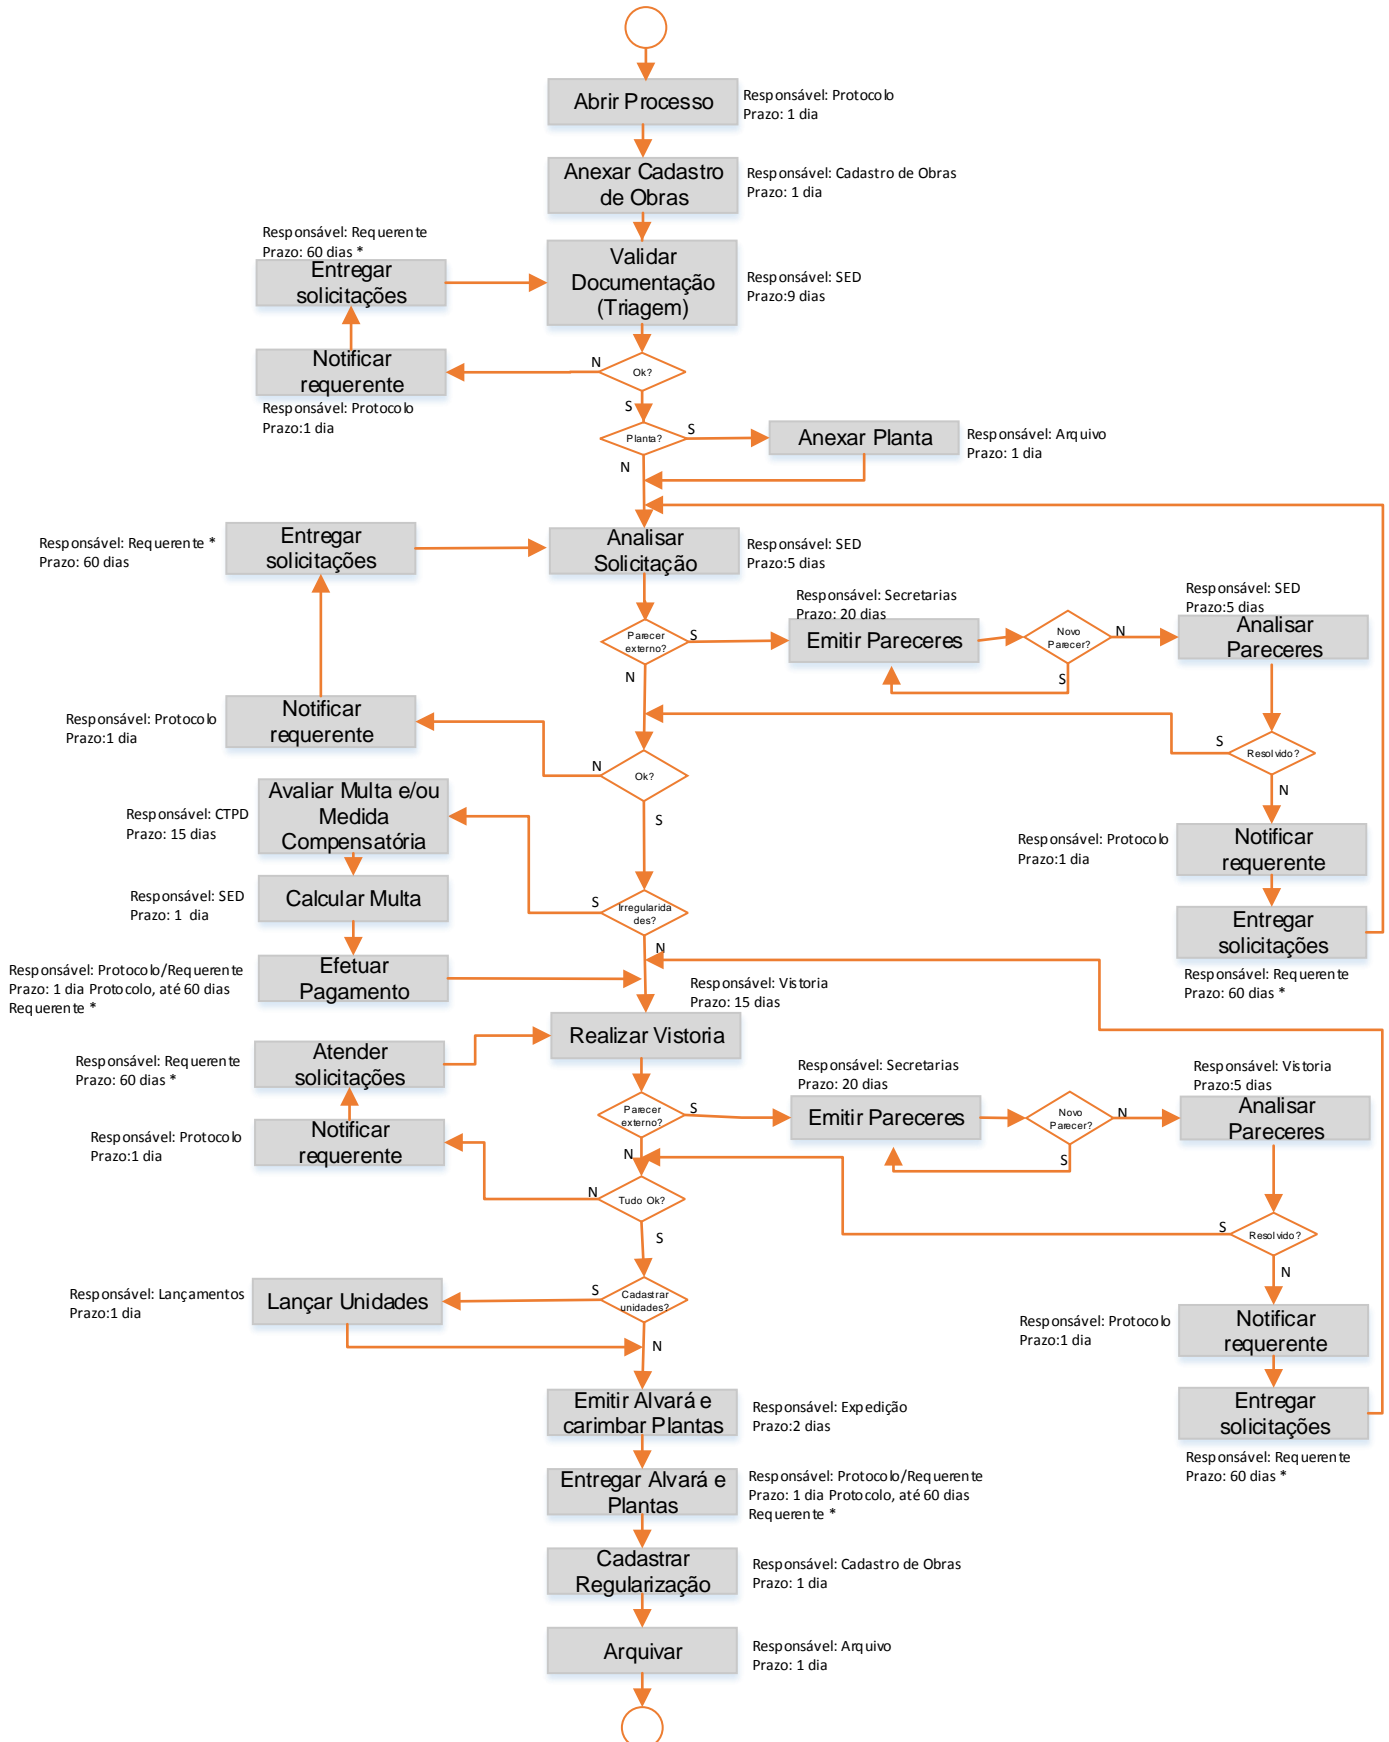 Abrir Processo
Responsável: Protocolo
Prazo: 1 dia
Anexar Cadastro
de Obras
Responsável: Cadastro de Obras
Prazo: 1 dia
Responsável: Requerente
Prazo: 60 dias *
Entregar
solicitações
Validar
Documentação
(Triagem)
Responsável: SED
Prazo:9 dias
Notificar
requerente
Responsável: Protocolo
Prazo:1 dia
N
Ok?
S
Planta?
S
N
Anexar Planta
Responsável: Arquivo
Prazo: 1 dia
Responsável: Requerente *
Prazo: 60 dias
Entregar
solicitações
Analisar
Solicitação
Responsável: SED
Prazo:5 dias
Parecer
externo?
S
N
Responsável: Secretarias
Prazo: 20 dias
Emitir Pareceres
Novo
Parecer?
N
S
Responsável: SED
Prazo:5 dias
Analisar
Pareceres
Responsável: Protocolo
Prazo:1 dia
Notificar
requerente
N
Ok?
S
S
Resolvido?
N
Responsável: CTPD
Prazo: 15 dias
Avaliar Multa e/ou
Medida
Compensatória
Responsável: Protocolo
Prazo:1 dia
Notificar
requerente
Responsável: SED
Prazo: 1 dia
Calcular Multa
S
Irregularida
des?
N
Entregar
solicitações
Responsável: Requerente
Prazo: 60 dias *
Responsável: Protocolo/Requerente
Prazo: 1 dia Protocolo, até 60 dias
Requerente *
Efetuar
Pagamento
Responsável: Vistoria
Prazo: 15 dias
Realizar Vistoria
Responsável: Requerente
Prazo: 60 dias *
Atender
solicitações
Responsável: Protocolo
Prazo:1 dia
Notificar
requerente
Parecer
externo?
S
N
Responsável: Secretarias
Prazo: 20 dias
Emitir Pareceres
Novo
Parecer?
N
S
Responsável: Vistoria
Prazo:5 dias
Analisar
Pareceres
N
Tudo Ok?
S
S
Resolvido?
N
Responsável: Lançamentos
Prazo:1 dia
Lançar Unidades
S
Cadastrar
unidades?
N
Responsável: Protocolo
Prazo:1 dia
Notificar
requerente
Entregar
solicitações
Responsável: Requerente
Prazo: 60 dias *
Emitir Alvará e
carimbar Plantas
Responsável: Expedição
Prazo:2 dias
Entregar Alvará e
Plantas
Responsável: Protocolo/Requerente
Prazo: 1 dia Protocolo, até 60 dias
Requerente *
Cadastrar
Regularização
Responsável: Cadastro de Obras
Prazo: 1 dia
Arquivar
Responsável: Arquivo
Prazo: 1 dia